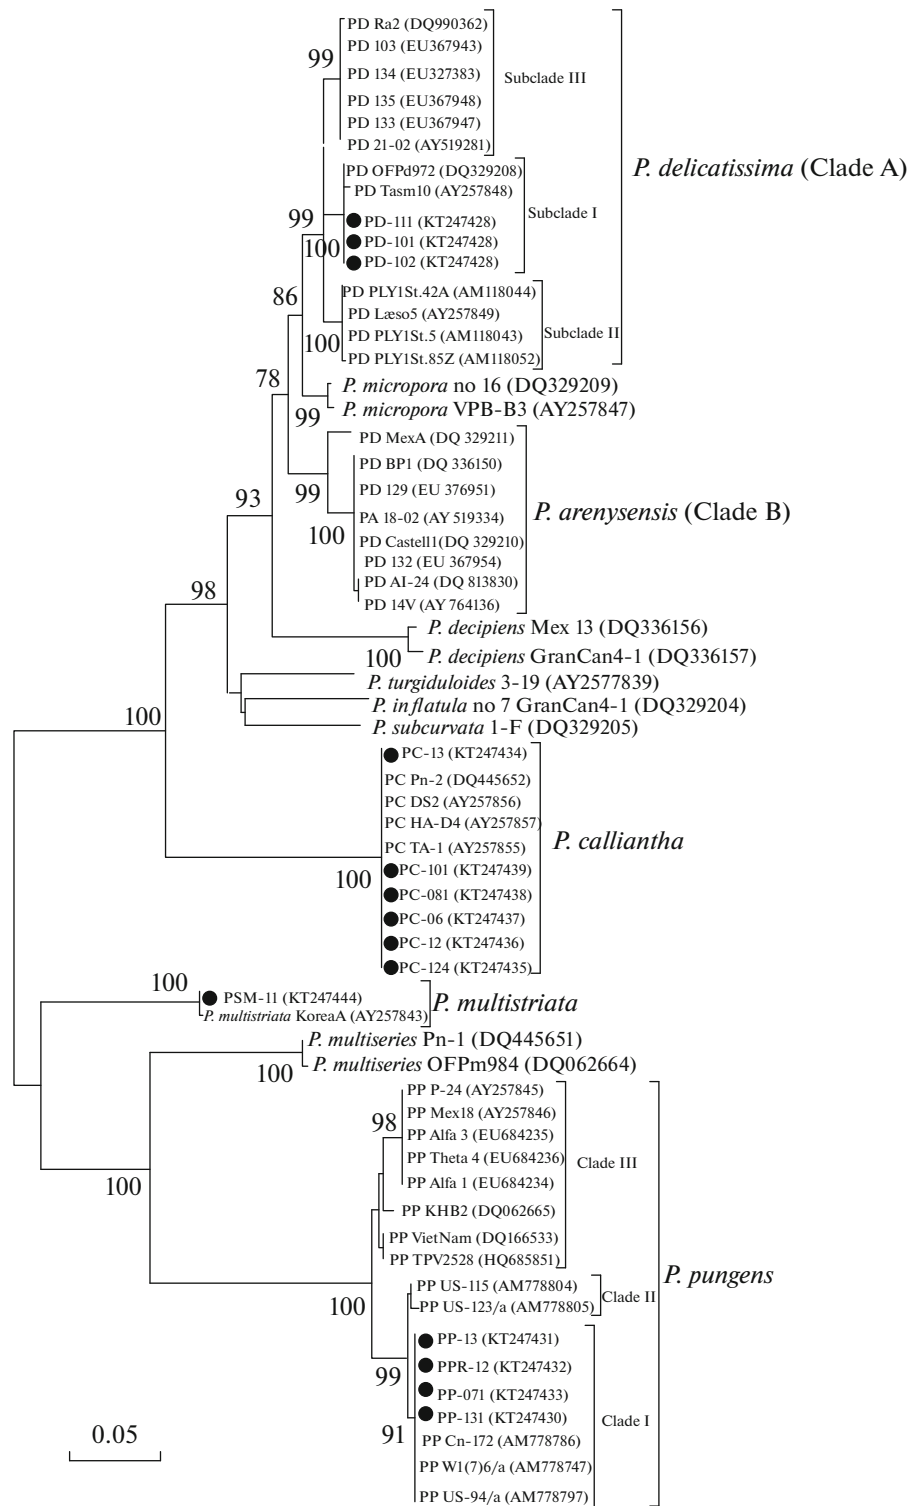 PD Ra2 (DQ990362)
99
PD 103 (EU367943)
PD 134 (EU327383)
Subclade III
PD 135 (EU367948)
PD 133 (EU367947)
PD 21-02 (AY519281)
P. delicatissima (Clade A)
PD OFPd972 (DQ329208)
PD Tasm10 (AY257848)
99
Subclade I
PD-111 (KT247428)
100
PD-101 (KT247428)
PD-102 (KT247428)
86
PD PLY1St.42A (AM118044)
PD Læso5 (AY257849)
Subclade II
100
PD PLY1St.5 (AM118043)
PD PLY1St.85Z (AM118052)
78
P. micropora no 16 (DQ329209)
99
P. micropora VPB-B3 (AY257847)
PD MexA (DQ 329211)
PD BP1 (DQ 336150)
99
PD 129 (EU 376951)
93
PA 18-02 (AY 519334)
P. arenysensis (Clade B)
100
PD Castell1(DQ 329210)
PD 132 (EU 367954)
PD AI-24 (DQ 813830)
98
PD 14V (AY 764136)
P. decipiens Mex 13 (DQ336156)
100
P. decipiens GranCan4-1 (DQ336157)
P. turgiduloides 3-19 (AY2577839)
P. inflatula no 7 GranCan4-1 (DQ329204)
100
P. subcurvata 1-F (DQ329205)
PC-13 (KT247434)
PC Pn-2 (DQ445652)
PC DS2 (AY257856)
PC HA-D4 (AY257857)
PC TA-1 (AY257855)
P. calliantha
100
PC-101 (KT247439)
PC-081 (KT247438)
PC-06 (KT247437)
PC-12 (KT247436)
PC-124 (KT247435)
100
PSM-11 (KT247444)
P. multistriata
P. multistriata KoreaA (AY257843)
P. multiseries Pn-1 (DQ445651)
100
P. multiseries OFPm984 (DQ062664)
PP P-24 (AY257845)
PP Mex18 (AY257846)
98
PP Alfa 3 (EU684235)
PP Theta 4 (EU684236)
Clade III
PP Alfa 1 (EU684234)
100
PP KHB2 (DQ062665)
PP VietNam (DQ166533)
PP TPV2528 (HQ685851)
P. pungens
PP US-115 (AM778804)
Clade II
100
PP US-123/a (AM778805)
PP-13 (KT247431)
PPR-12 (KT247432)
99
PP-071 (KT247433)
PP-131 (KT247430)
Clade I
91
PP Cn-172 (AM778786)
0.05
PP W1(7)6/a (AM778747)
PP US-94/a (AM778797)